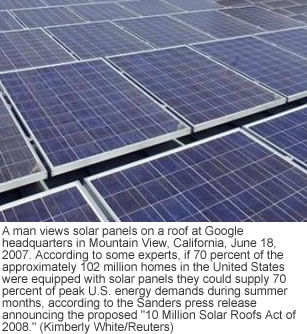 A man views solar panels on a roof at Google
headquarters in Mountain View, California, June 18,
2007. According to some experts, if 70 percent of the
approximately 102 million homes in the United States
were equipped with solar panels they could supply 70
percent of peak U.S. energy demands during summer
months, according to the Sanders press release
announcing the proposed "10 Million Solar Roofs Act of
2008." (Kimberly White/Reuters)